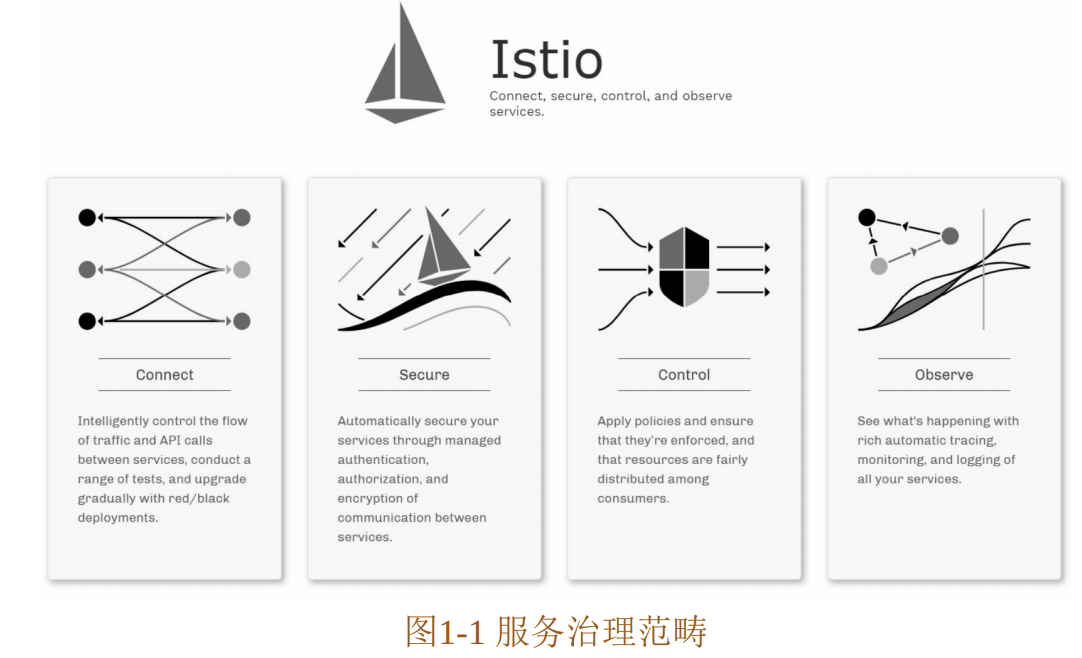 Istio
Connect, secure, control, and observe
services.
Connect
Intelligently control the flow
of traffic and API calls
between services, conduct a
range of tests, and upgrade
gradually with red/black
deployments.
Secure
Automatically secure your
services through managed
authentication,
authorization, and
encryption of
communication between
services.
Control
Apply policies and ensure
that they're enforced, and
that resources are fairly
distributed among
consumers.
Observe
See what's happening with
rich automatic tracing,
monitoring, and logging of
all your services.
图1-1 服务治理范畴